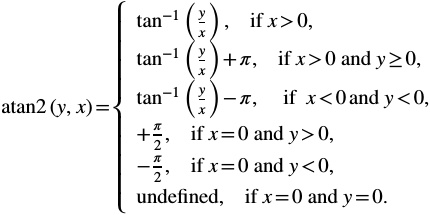 atan2 (y, x) = { tan⁻¹ (y/x) , if x > 0,
tan⁻¹ (y/x) + π, if x > 0 and y ≥ 0,
tan⁻¹ (y/x) − π, if x < 0 and y < 0,
+π/2, if x = 0 and y > 0,
−π/2, if x = 0 and y < 0,
undefined, if x = 0 and y = 0.